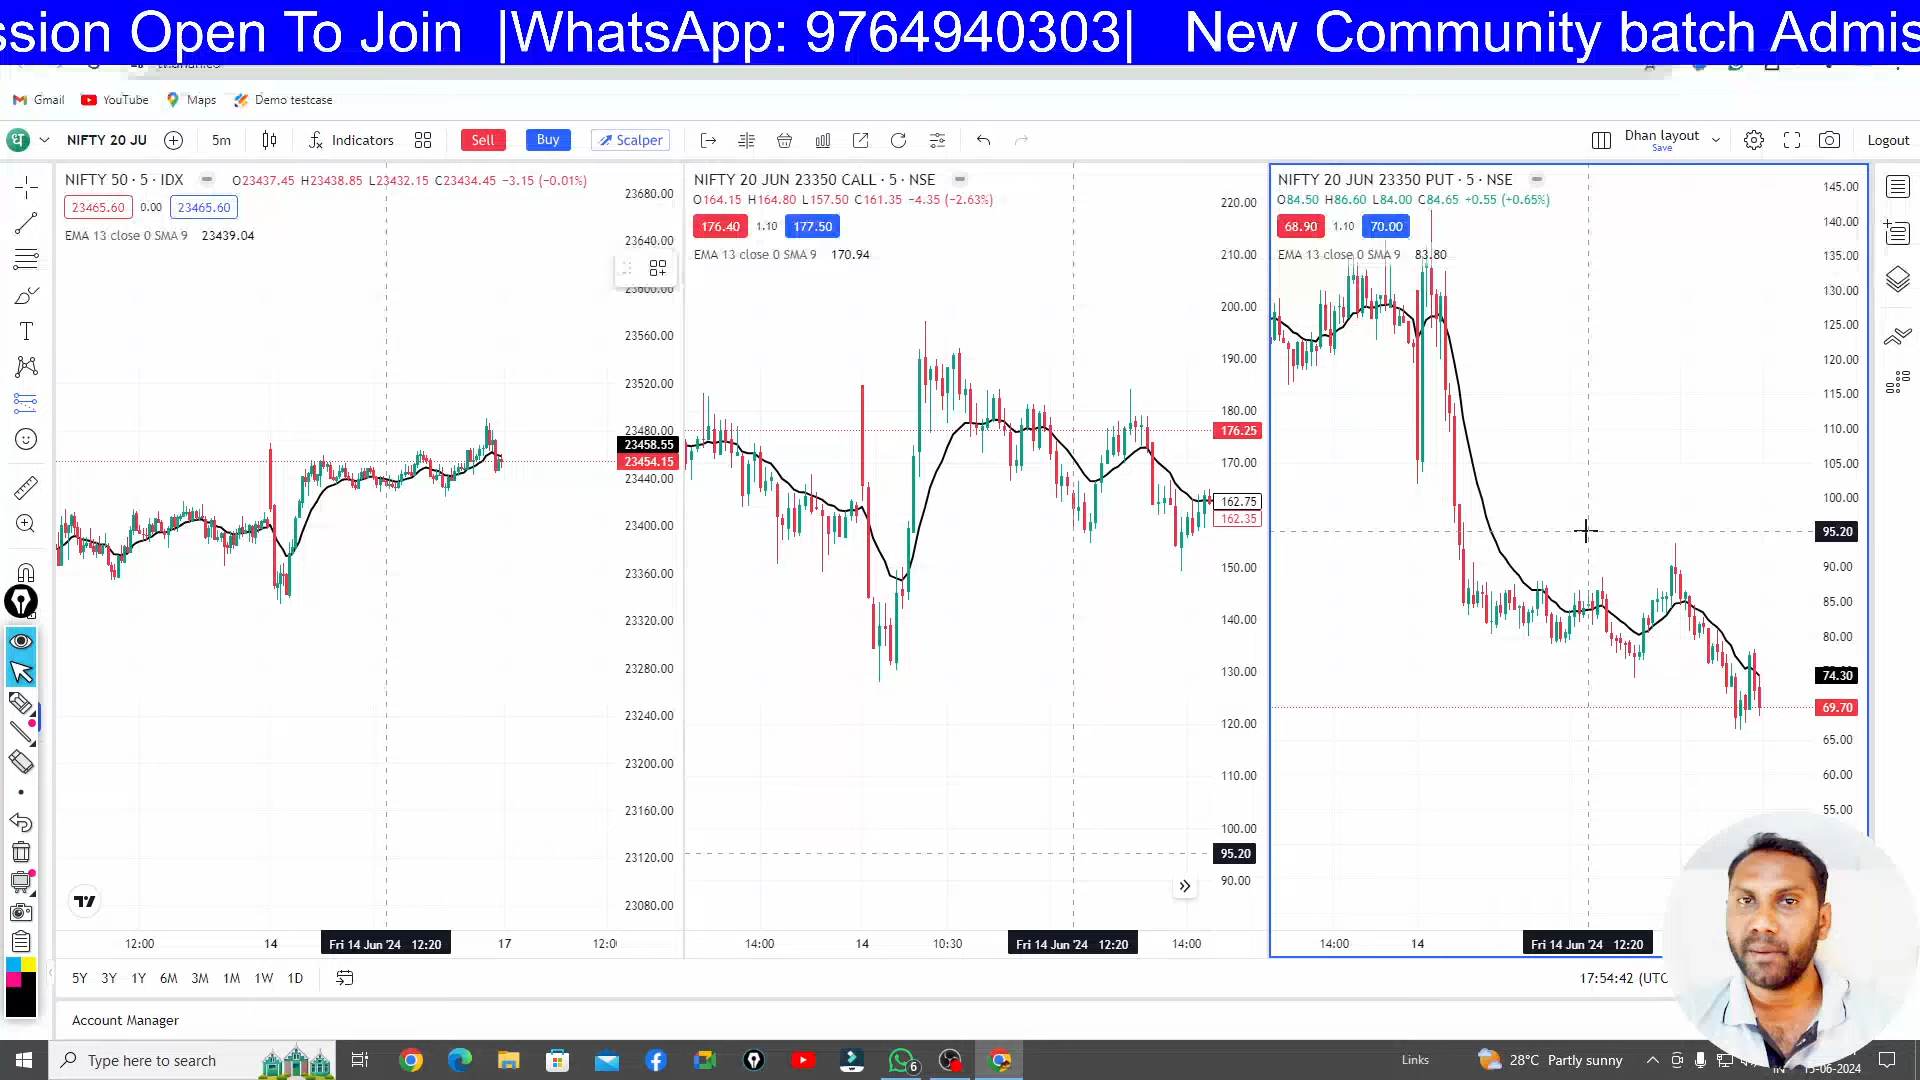 ssion Open To Join |WhatsApp: 9764940303| New Community batch Admis
Gmail YouTube Maps Demo testcase
NIFTY 20 JU 5m Indicators Sell Buy Scalper Dhan layout Save Logout
NIFTY 50 · 5 · IDX O23437.45 H23438.85 L23432.15 C23434.45 −3.15 (−0.01%)
23465.60 0.00 23465.60
EMA 13 close 0 SMA 9 23439.04
23680.00
23640.00
23600.00
23560.00
23520.00
23480.00
23458.55
23454.15
23440.00
23400.00
23360.00
23320.00
23280.00
23240.00
23200.00
23160.00
23120.00
23080.00
12:00 14 Fri 14 Jun '24 12:20 17 12:0
NIFTY 20 JUN 23350 CALL · 5 · NSE
O164.15 H164.80 L157.50 C161.35 −4.35 (−2.63%)
176.40 1.10 177.50
EMA 13 close 0 SMA 9 170.94
220.00
210.00
200.00
190.00
180.00
176.25
170.00
162.75
162.35
150.00
140.00
130.00
120.00
110.00
100.00
95.20
90.00
14:00 14 10:30 Fri 14 Jun '24 12:20 14:00
NIFTY 20 JUN 23350 PUT · 5 · NSE
O84.50 H86.60 L84.00 C84.65 +0.55 (+0.65%)
68.90 1.10 70.00
EMA 13 close 0 SMA 9 83.80
145.00
140.00
135.00
130.00
125.00
120.00
115.00
110.00
105.00
100.00
95.20
90.00
85.00
80.00
74.30
69.70
65.00
60.00
55.00
14:00 14 Fri 14 Jun '24 12:20
5Y 3Y 1Y 6M 3M 1M 1W 1D
17:54:42 (UTC
Account Manager
Type here to search
6
Links 28°C Partly sunny